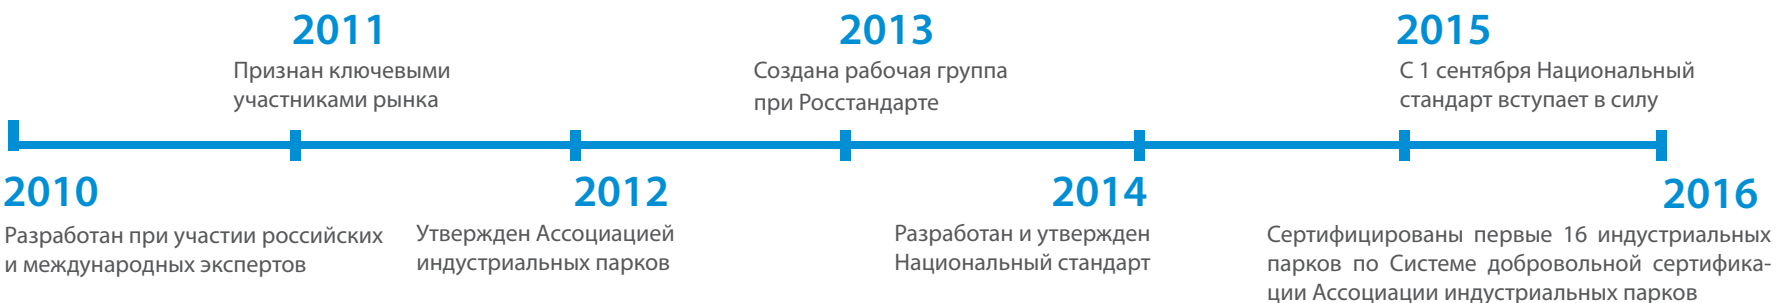 2011
Признан ключевыми
участниками рынка
2013
Создана рабочая группа
при Росстандарте
2015
С 1 сентября Национальный
стандарт вступает в силу
2010
Разработан при участии российских
и международных экспертов
2012
Утвержден Ассоциацией
индустриальных парков
2014
Разработан и утвержден
Национальный стандарт
2016
Сертифицированы первые 16 индустриальных
парков по Системе добровольной сертифика-
ции Ассоциации индустриальных парков